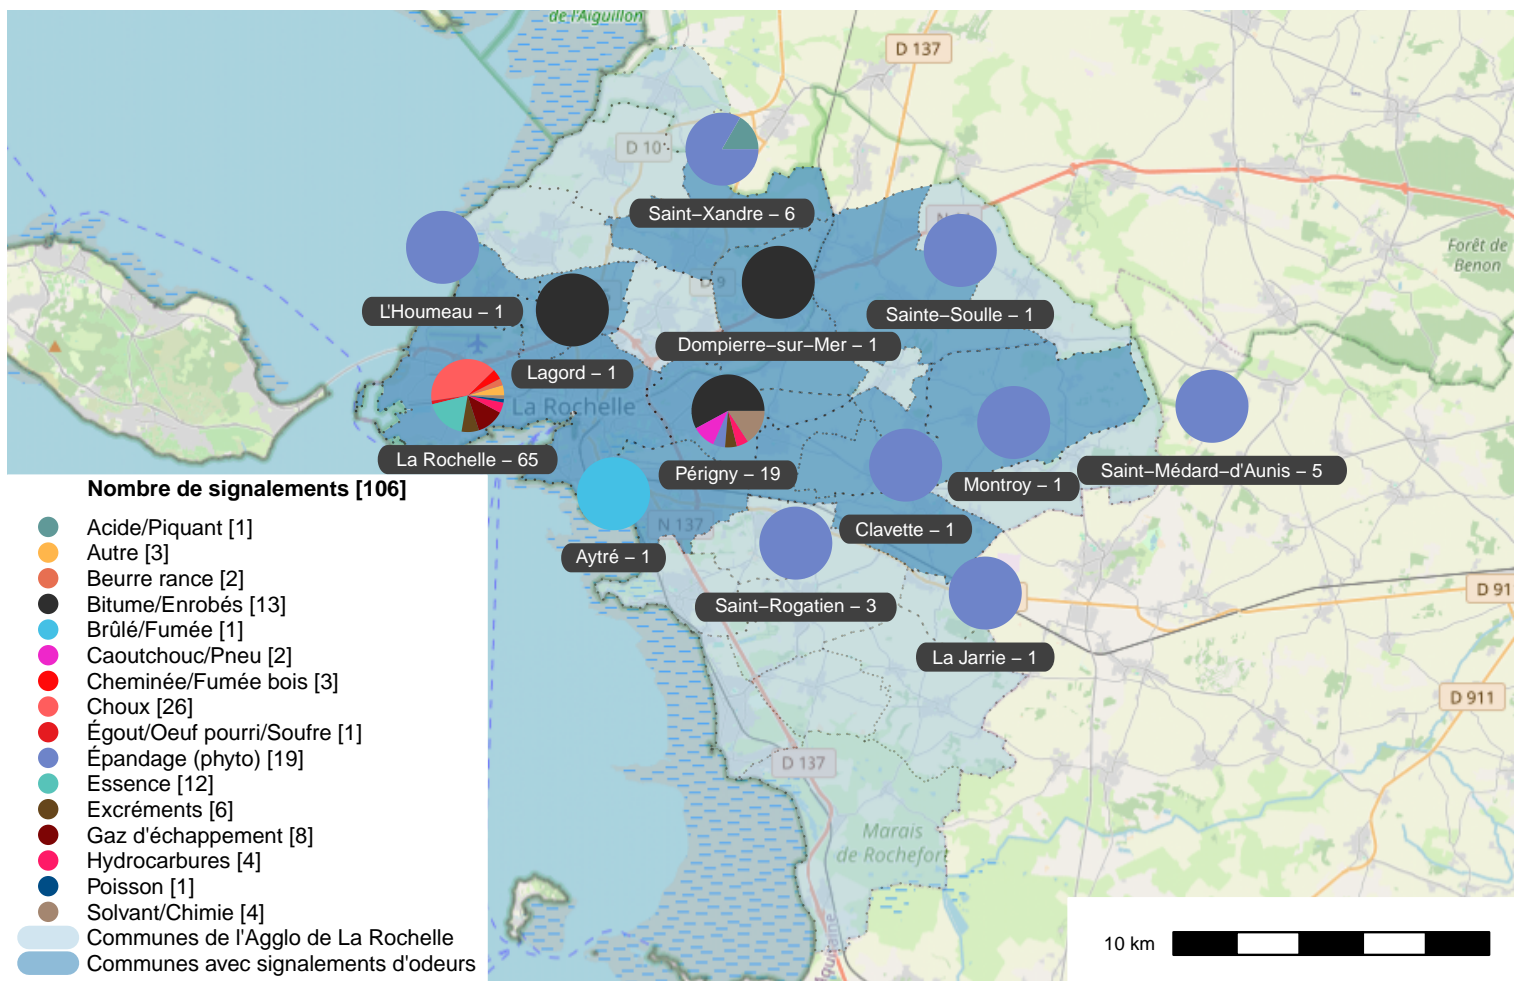 de l'Aiguillon
D 137
D 10
Saint–Xandre – 6
Forêt de
Benon
D 9
L'Houmeau – 1
Sainte–Soulle – 1
Dompierre–sur–Mer – 1
Lagord – 1
La Rochelle
La Rochelle – 65
Périgny – 19
Saint–Médard–d'Aunis – 5
Montroy – 1
N 137
Clavette – 1
Aytré – 1
Saint–Rogatien – 3
D 91
La Jarrie – 1
D 911
D 137
Marais
de Rochefort
Nombre de signalements [106]
Acide/Piquant [1]
Autre [3]
Beurre rance [2]
Bitume/Enrobés [13]
Brûlé/Fumée [1]
Caoutchouc/Pneu [2]
Cheminée/Fumée bois [3]
Choux [26]
Égout/Oeuf pourri/Soufre [1]
Épandage (phyto) [19]
Essence [12]
Excréments [6]
Gaz d'échappement [8]
Hydrocarbures [4]
Poisson [1]
Solvant/Chimie [4]
Communes de l'Agglo de La Rochelle
Communes avec signalements d'odeurs
10 km